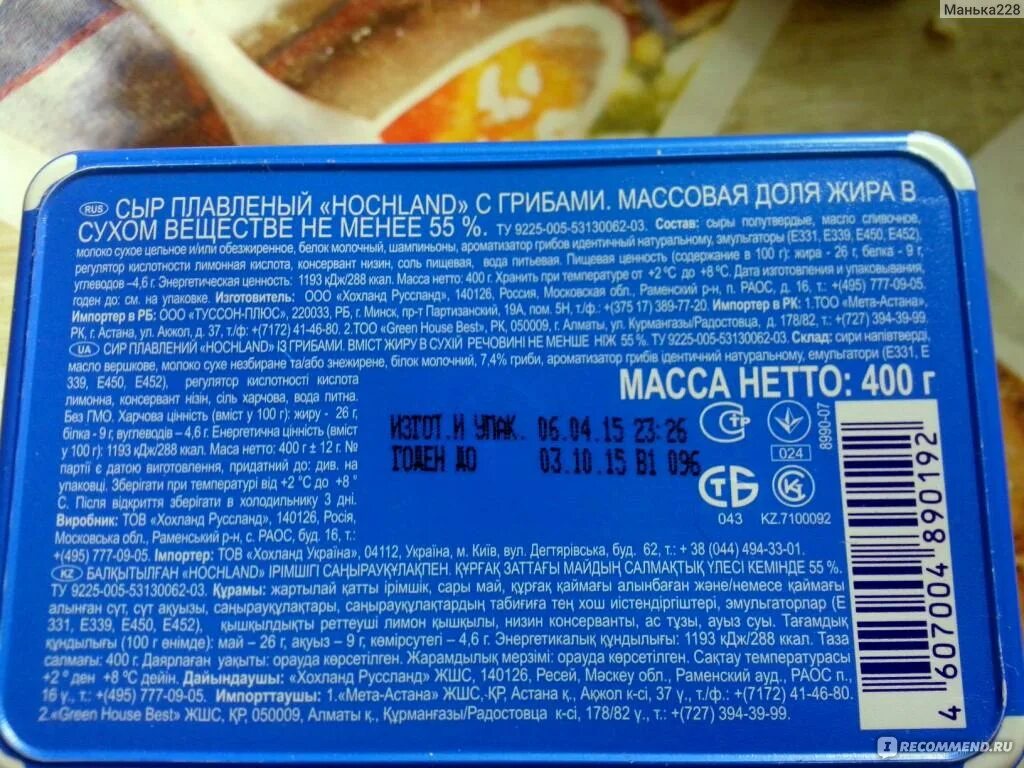 Манька228
RUS СЫР ПЛАВЛЕНЫЙ «HOCHLAND» С ГРИБАМИ. МАССОВАЯ ДОЛЯ ЖИРА В
СУХОМ ВЕЩЕСТВЕ НЕ МЕНЕЕ 55 %. ТУ 9225-005-53130062-03. Состав: сыры полутвердые, масло сливочное,
молоко сухое цельное и/или обезжиренное, белок молочный, шампиньоны, ароматизатор грибов идентичный натуральному, эмульгаторы (Е331, Е339, Е450, Е452),
регулятор кислотности лимонная кислота, консервант низин, соль пищевая, вода питьевая. Пищевая ценность (содержание в 100 г): жира - 26 г, белка - 9 г,
углеводов –4,6 г. Энергетическая ценность: 1193 кДж/288 ккал. Масса нетто: 400 г. Хранить при температуре от +2 °С до +8°С. Дата изготовления и упаковывания,
годен до: см. на упаковке. Изготовитель: ООО «Хохланд Руссланд», 140126, Россия, Московская обл., Раменский р-н, п. РАОС, д. 16, т.: +(495) 777-09-05.
Импортер в РБ: ООО «ТУССОН-ПЛЮС», 220033, РБ, г. Минск, пр-т Партизанский, 19А, пом. 5Н, т./ф.: +(375 17) 389-77-20. Импортер в РК: 1.ТОО «Мета-Астана»,
РК, г. Астана, ул. Акжол, д. 37, т./ф.: +(7172) 41-46-80. 2.ТОО «Green House Best», РК, 050009, г. Алматы, ул. Курмангазы/Радостовца, д. 178/82, т.: +(727) 394-39-99.
UA СИР ПЛАВЛЕНИЙ «HOCHLAND» ІЗ ГРИБАМИ. ВМІСТ ЖИРУ В СУХІЙ РЕЧОВИНІ НЕ МЕНШЕ НІЖ 55 %. ТУ 9225-005-53130062-03. Склад: сири напівтверді,
масло вершкове, молоко сухе незбиране та/або знежирене, білок молочний, 7,4% гриби, ароматизатор грибів ідентичний натуральному, емульгатори (Е331, Е
339, Е450, Е452), регулятор кислотності кислота
лимонна, консервант низін, сіль харчова, вода питна.
Без ГМО. Харчова цінність (вміст у 100 г): жиру - 26 г,
білка - 9 г, вуглеводів – 4,6 г. Енергетична цінність (вміст
у 100 г): 1193 кДж/288 ккал. Маса нетто: 400 г ± 12 г. №
партії є датою виготовлення, придатний до: див. на
упаковці. Зберігати при температурі від +2 °С до +8 °
С. Після відкриття зберігати в холодильнику 3 дні.
Виробник: ТОВ «Хохланд Руссланд», 140126, Росія,
Московська обл., Раменський р-н, с. РАОС, буд. 16, т.:
+(495) 777-09-05. Імпортер: ТОВ «Хохланд Україна», 04112, Україна, м. Київ, вул. Дегтярівська, буд. 62, т.: + 38 (044) 494-33-01.
МАССА НЕТТО: 400 г
ИЗГОТ.И УПАК. 06.04.15 23:26
ГОДЕН ДО 03.10.15 В1 096
024
8990-07
043
KZ.7100092
KZ БАЛҚЫТЫЛҒАН «HOCHLAND» ІРІМШІГІ САҢЫРАУҚҰЛАҚПЕН. ҚҰРҒАҚ ЗАТТАҒЫ МАЙДЫҢ САЛМАҚТЫҚ ҮЛЕСІ КЕМІНДЕ 55 %.
ТУ 9225-005-53130062-03. Құрамы: жартылай қатты ірімшік, сары май, құрғақ қаймағы алынбаған және/немесе қаймағы
алынған сүт, сүт ақуызы, саңырауқұлақтары, саңырауқұлақтардың табиғиға тең хош иістендіргіштері, эмульгаторлар (Е
331, Е339, Е450, Е452), қышқылдықты реттеуші лимон қышқылы, низин консерванты, ас тұзы, ауыз суы. Тағамдық
құндылығы (100 г өнімде): май – 26 г, ақуыз – 9 г, көмірсутегі – 4,6 г. Энергетикалық құндылығы: 1193 кДж/288 ккал. Таза
салмағы: 400 г. Даярлаған уақыты: орауда көрсетілген. Жарамдылық мерзімі: орауда көрсетілген. Сақтау температурасы
+2 ° ден +8 °С дейін. Дайындаушы: «Хохланд Руссланд» ЖШС, 140126, Ресей, Мәскеу обл., Раменский ауд., РАОС п.,
16 ү., т.: +(495) 777-09-05. Импорттаушы: 1.«Мета-Астана» ЖШС, ҚР, Астана қ., Ақжол к-сі, 37 ү., т./ф.: +(7172) 41-46-80.
2.«Green House Best» ЖШС, ҚР, 050009, Алматы қ., Құрманғазы/Радостовца к-сі, 178/82 ү., т.: +(727) 394-39-99.
4 607004 890192
IRECOMMEND.RU